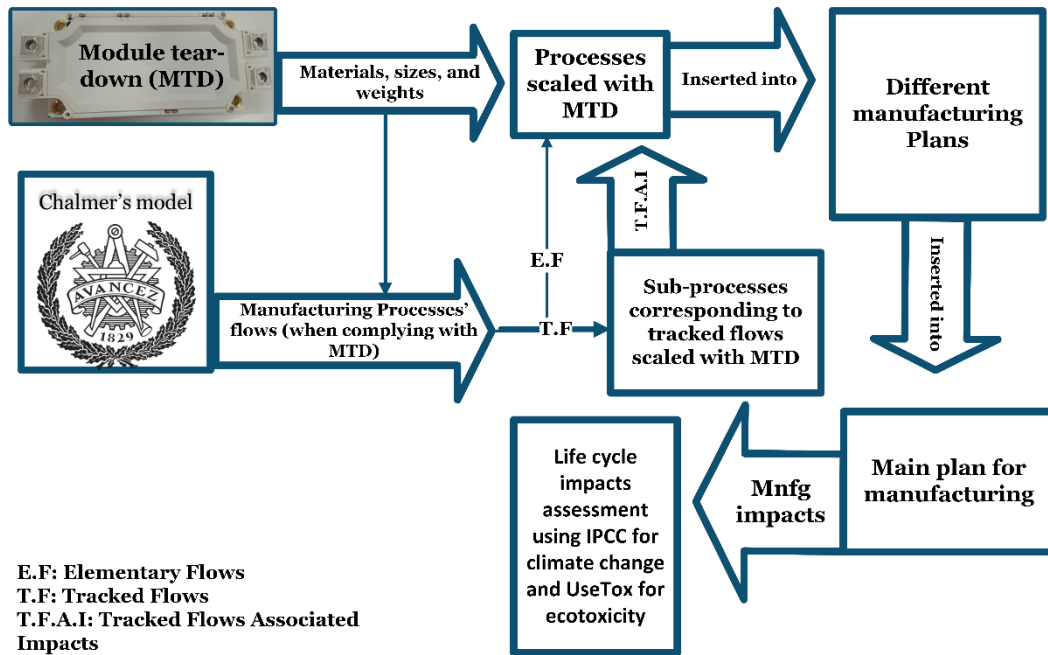 Module tear-
down (MTD)
Materials, sizes, and
weights
Processes
scaled with
MTD
Inserted into
Different
manufacturing
Plans
Chalmer's model
AVANCEZ
1829
Manufacturing Processes'
flows (when complying with
MTD)
E.F
T.F
T.F.A.I
Sub-processes
corresponding to
tracked flows
scaled with MTD
Inserted into
Main plan for
manufacturing
Mnfg
impacts
Life cycle
impacts
assessment
using IPCC for
climate change
and UseTox for
ecotoxicity
E.F: Elementary Flows
T.F: Tracked Flows
T.F.A.I: Tracked Flows Associated
Impacts